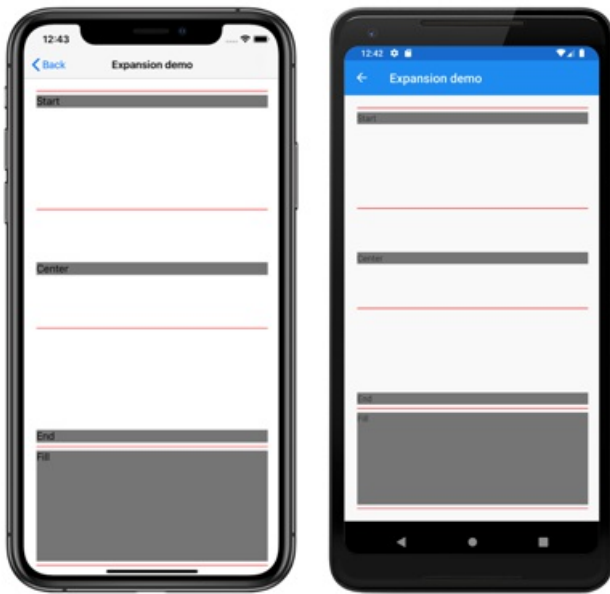 12:43
Back
Expansion demo
Start
Center
End
Fill
12:42
Expansion demo
Start
Center
End
Fill